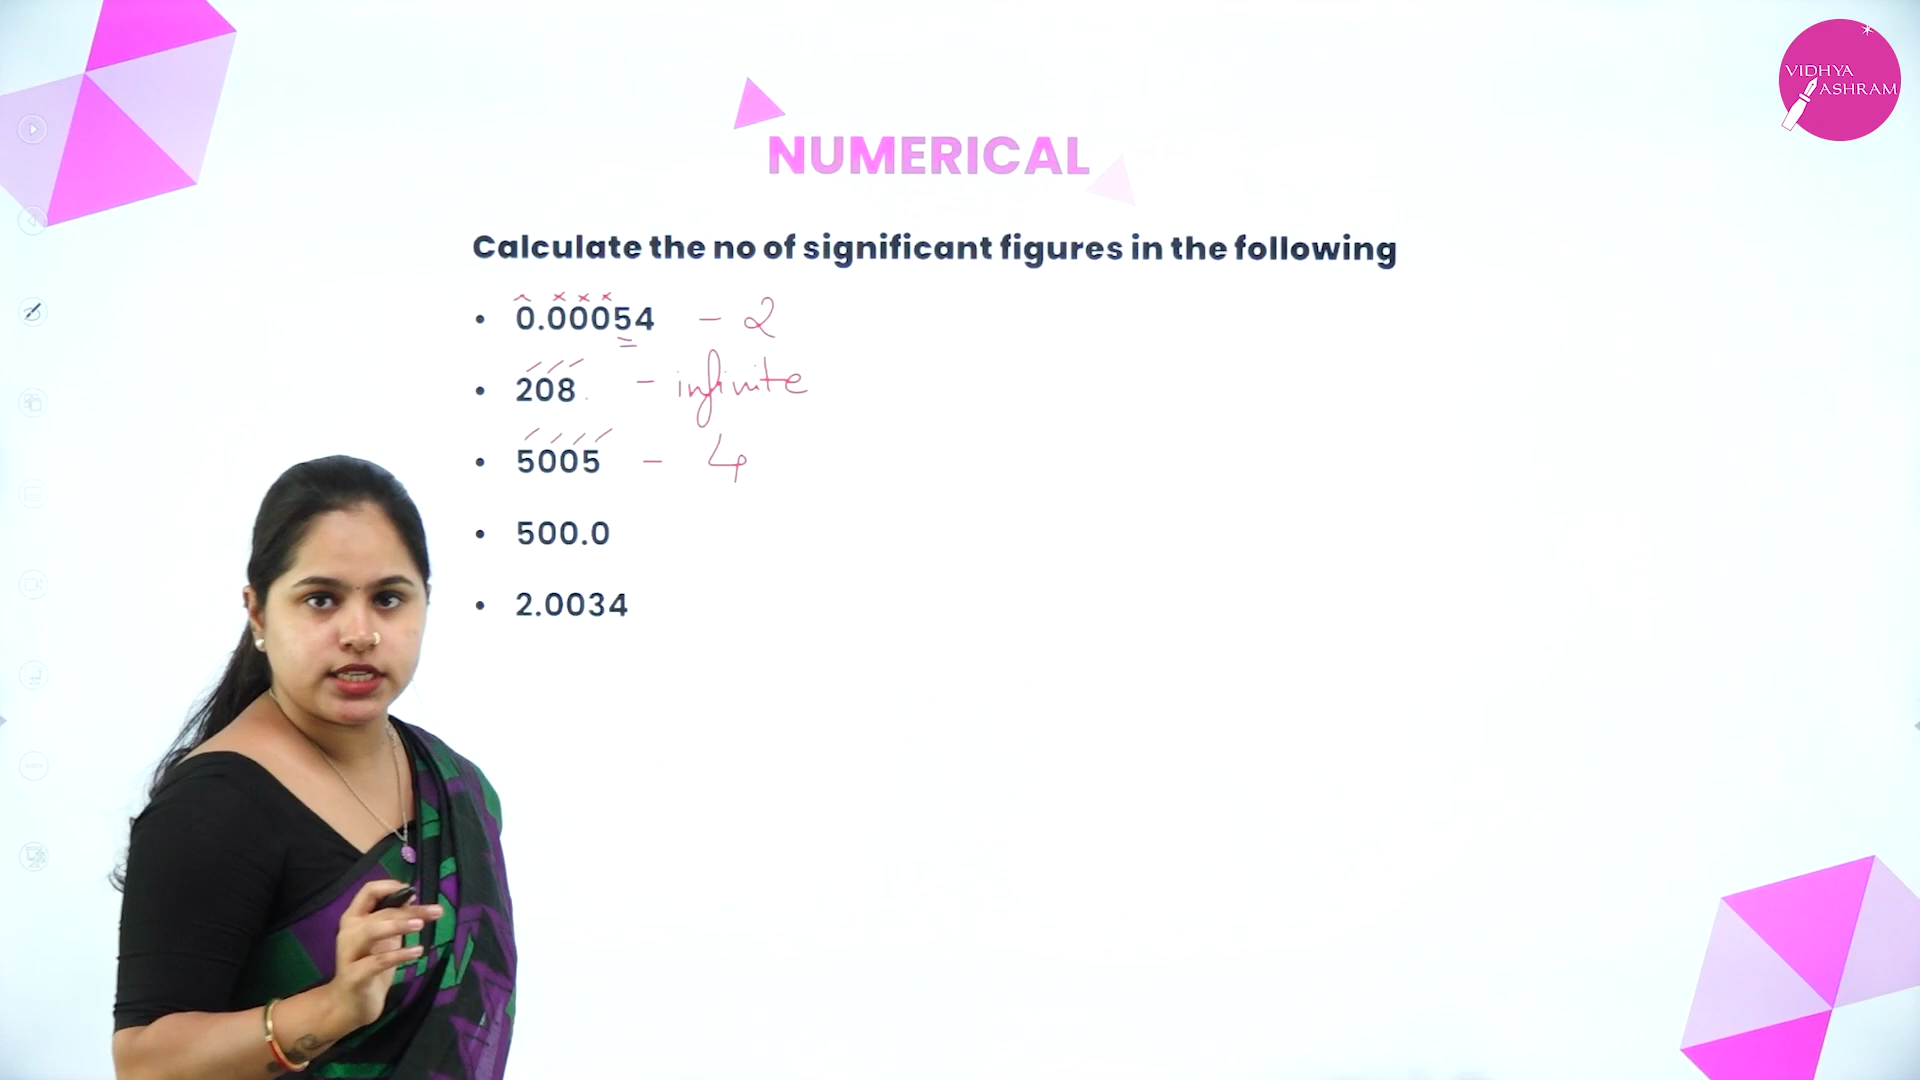 VIDHYA
ASHRAM
NUMERICAL
Calculate the no of significant figures in the following
• 0.00054 – 2
• 208 – infinite
• 5005 – 4
• 500.0
• 2.0034